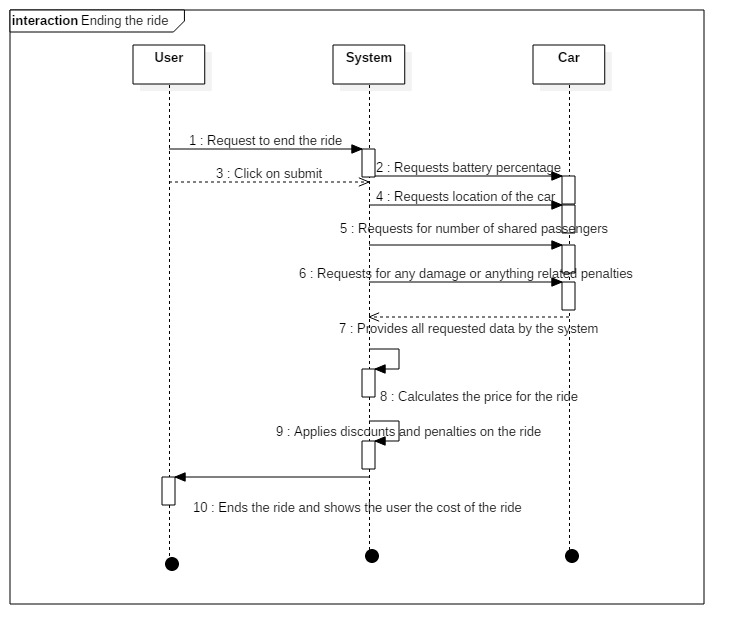 interaction Ending the ride
User
System
Car
1 : Request to end the ride
2 : Requests battery percentage
3 : Click on submit
4 : Requests location of the car
5 : Requests for number of shared passengers
6 : Requests for any damage or anything related penalties
7 : Provides all requested data by the system
8 : Calculates the price for the ride
9 : Applies discounts and penalties on the ride
10 : Ends the ride and shows the user the cost of the ride